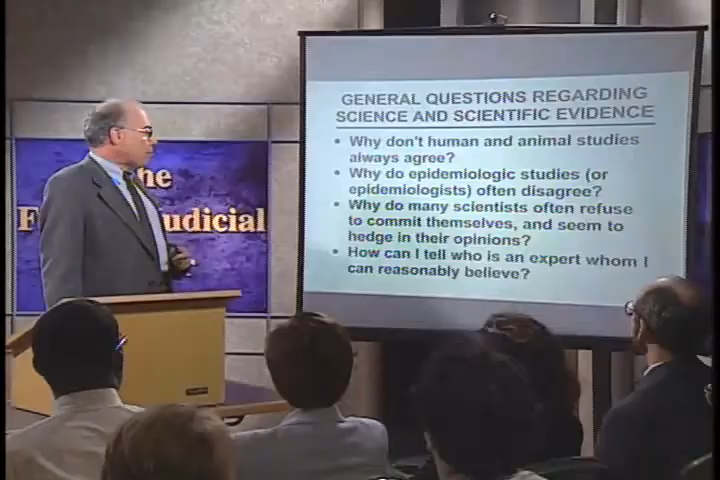 GENERAL QUESTIONS REGARDING
SCIENCE AND SCIENTIFIC EVIDENCE
• Why don't human and animal studies
always agree?
• Why do epidemiologic studies (or
epidemiologists) often disagree?
• Why do many scientists often refuse
to commit themselves, and seem to
hedge in their opinions?
• How can I tell who is an expert whom I
can reasonably believe?
he
F udicial